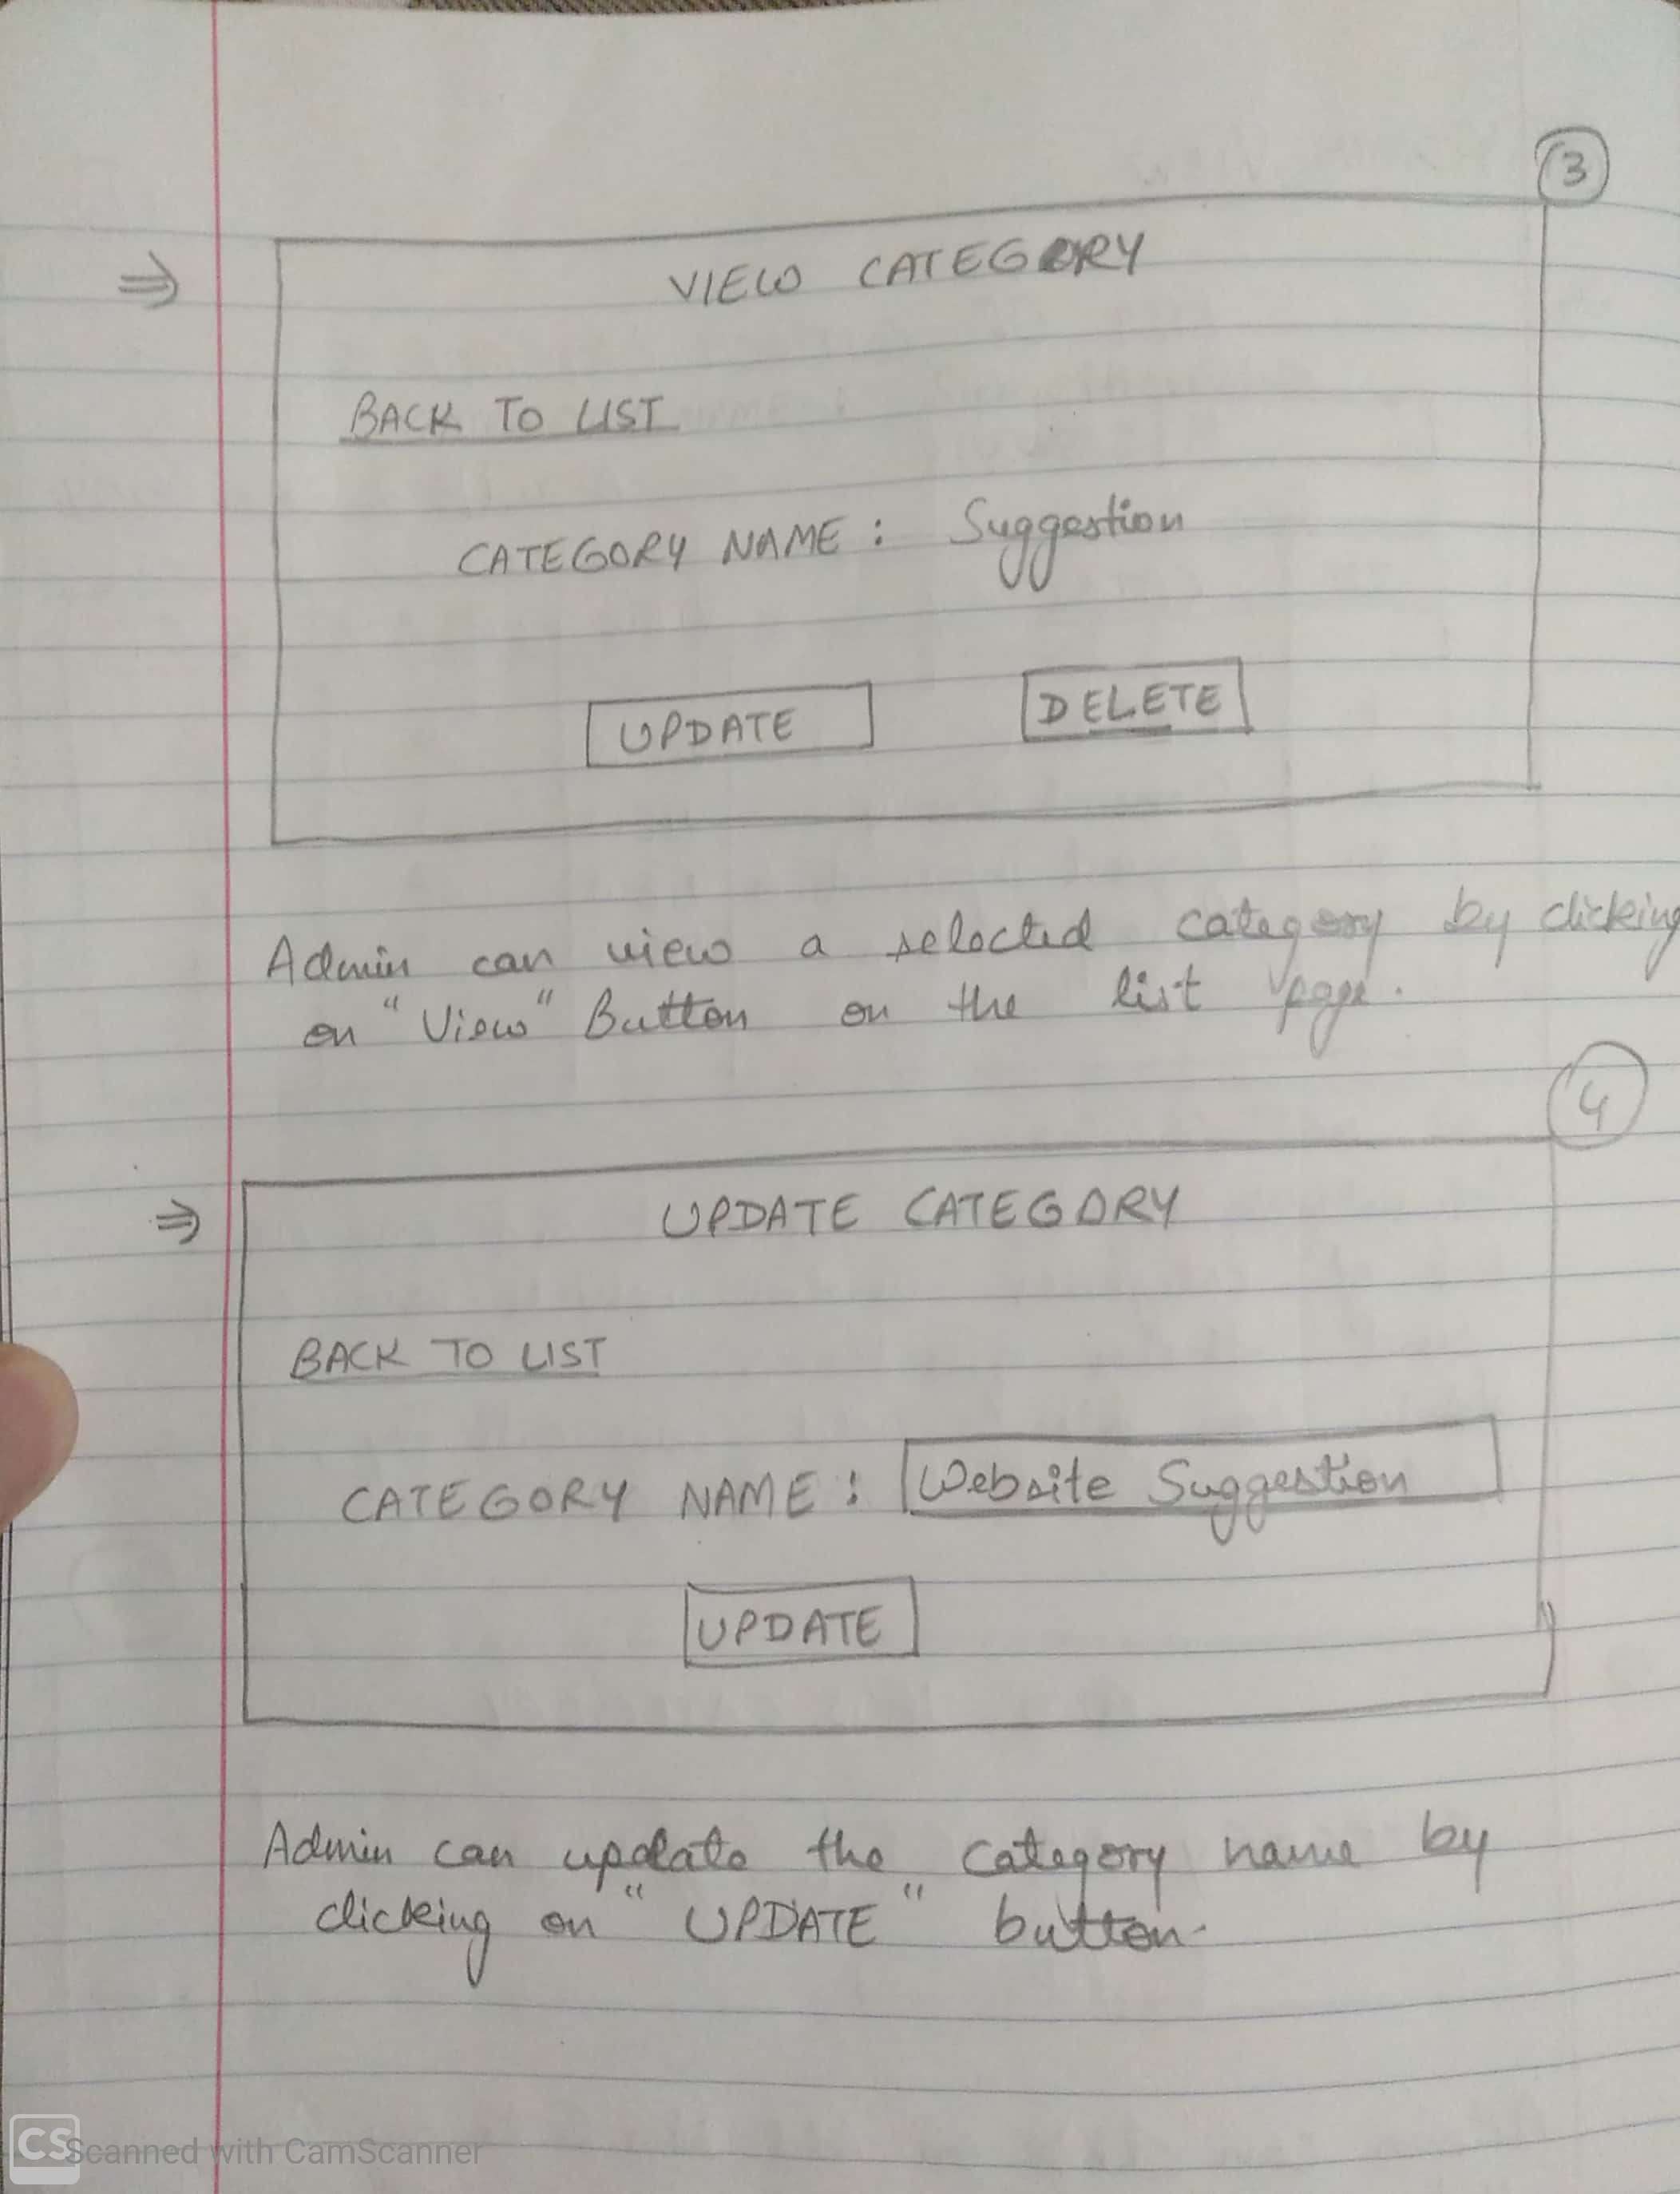 3
⇒ VIEW CATEGORY
BACK TO LIST
CATEGORY NAME : Suggestion
UPDATE DELETE
Admin can view a selected category by clicking
on "View" Button on the list page.
4
⇒ UPDATE CATEGORY
BACK TO LIST
CATEGORY NAME : Website Suggestion
UPDATE
Admin can update the category name by
clicking on "UPDATE" button.
CS Scanned with CamScanner